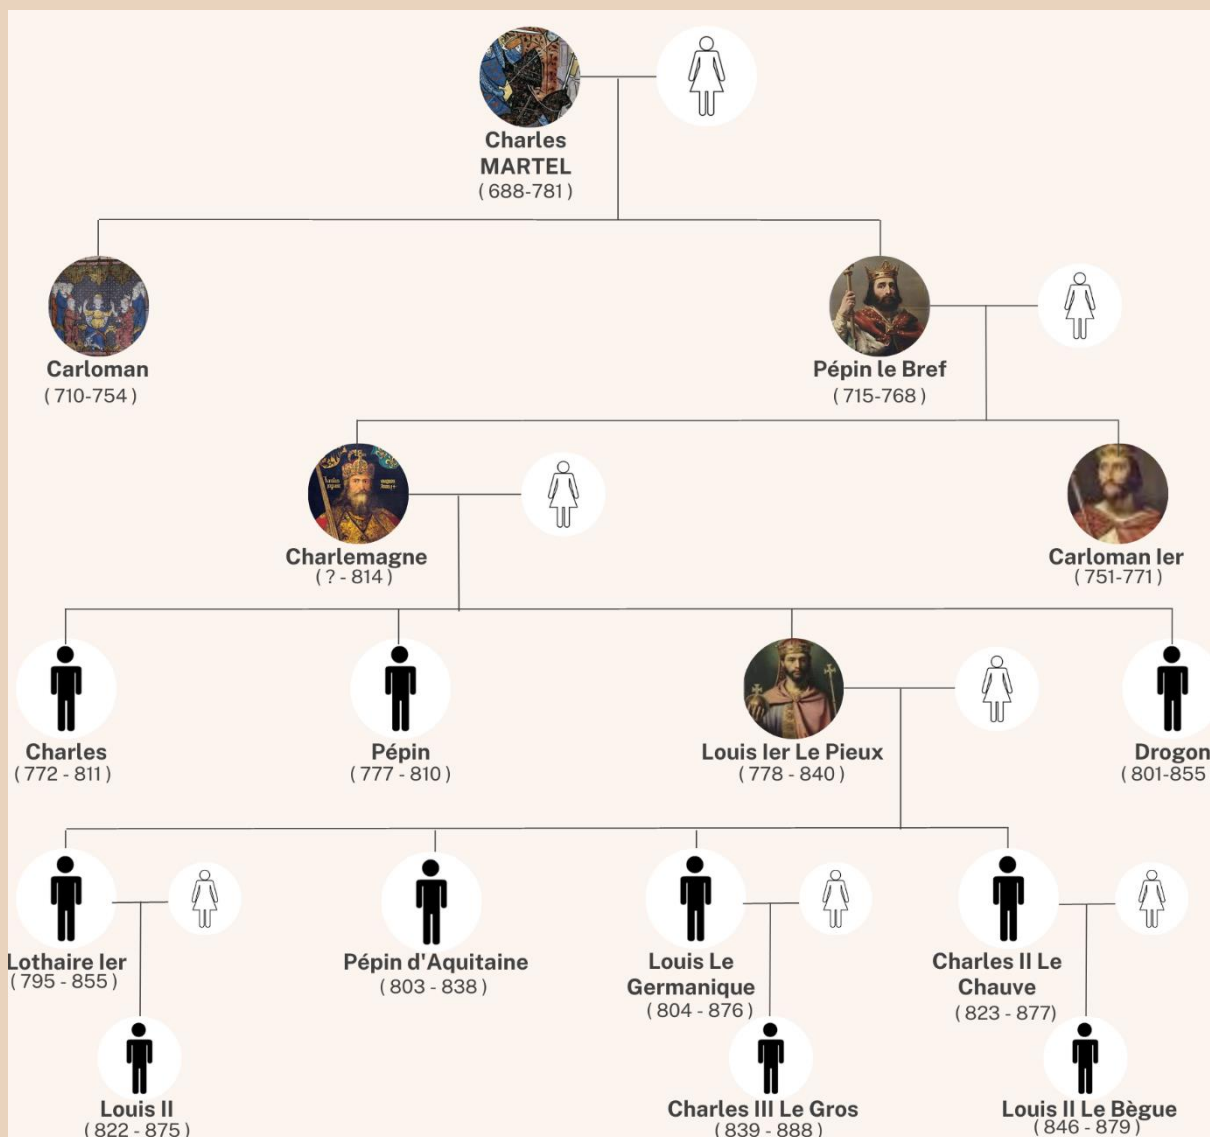 Charles
MARTEL
( 688-781)
Carloman
( 710-754)
Pépin le Bref
( 715-768)
Charlemagne
( ? - 814 )
Carloman Ier
( 751-771)
Charles
( 772 - 811 )
Pépin
( 777 - 810 )
Louis Ier Le Pieux
( 778 - 840 )
Drogon
( 801-855
Lothaire Ier
( 795 - 855 )
Pépin d'Aquitaine
( 803 - 838 )
Louis Le
Germanique
( 804 - 876 )
Charles II Le
Chauve
( 823 - 877)
Louis II
( 822 - 875 )
Charles III Le Gros
( 839 - 888 )
Louis II Le Bègue
( 846 - 879 )